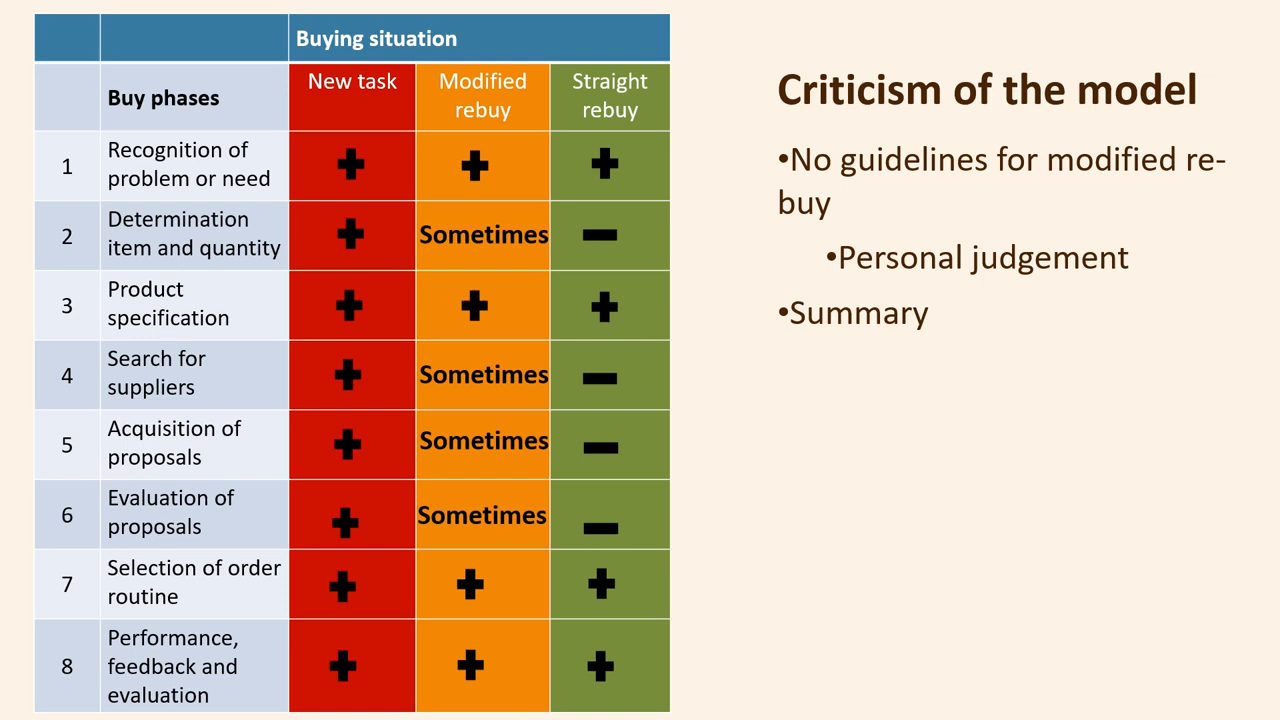 Buying situation
Buy phases
New task
Modified
rebuy
Straight
rebuy
1
Recognition of
problem or need
+
+
+
2
Determination
item and quantity
+
Sometimes
−
3
Product
specification
+
+
+
4
Search for
suppliers
+
Sometimes
−
5
Acquisition of
proposals
+
Sometimes
−
6
Evaluation of
proposals
+
Sometimes
−
7
Selection of order
routine
+
+
+
8
Performance,
feedback and
evaluation
+
+
+
Criticism of the model
•No guidelines for modified re-
buy
•Personal judgement
•Summary